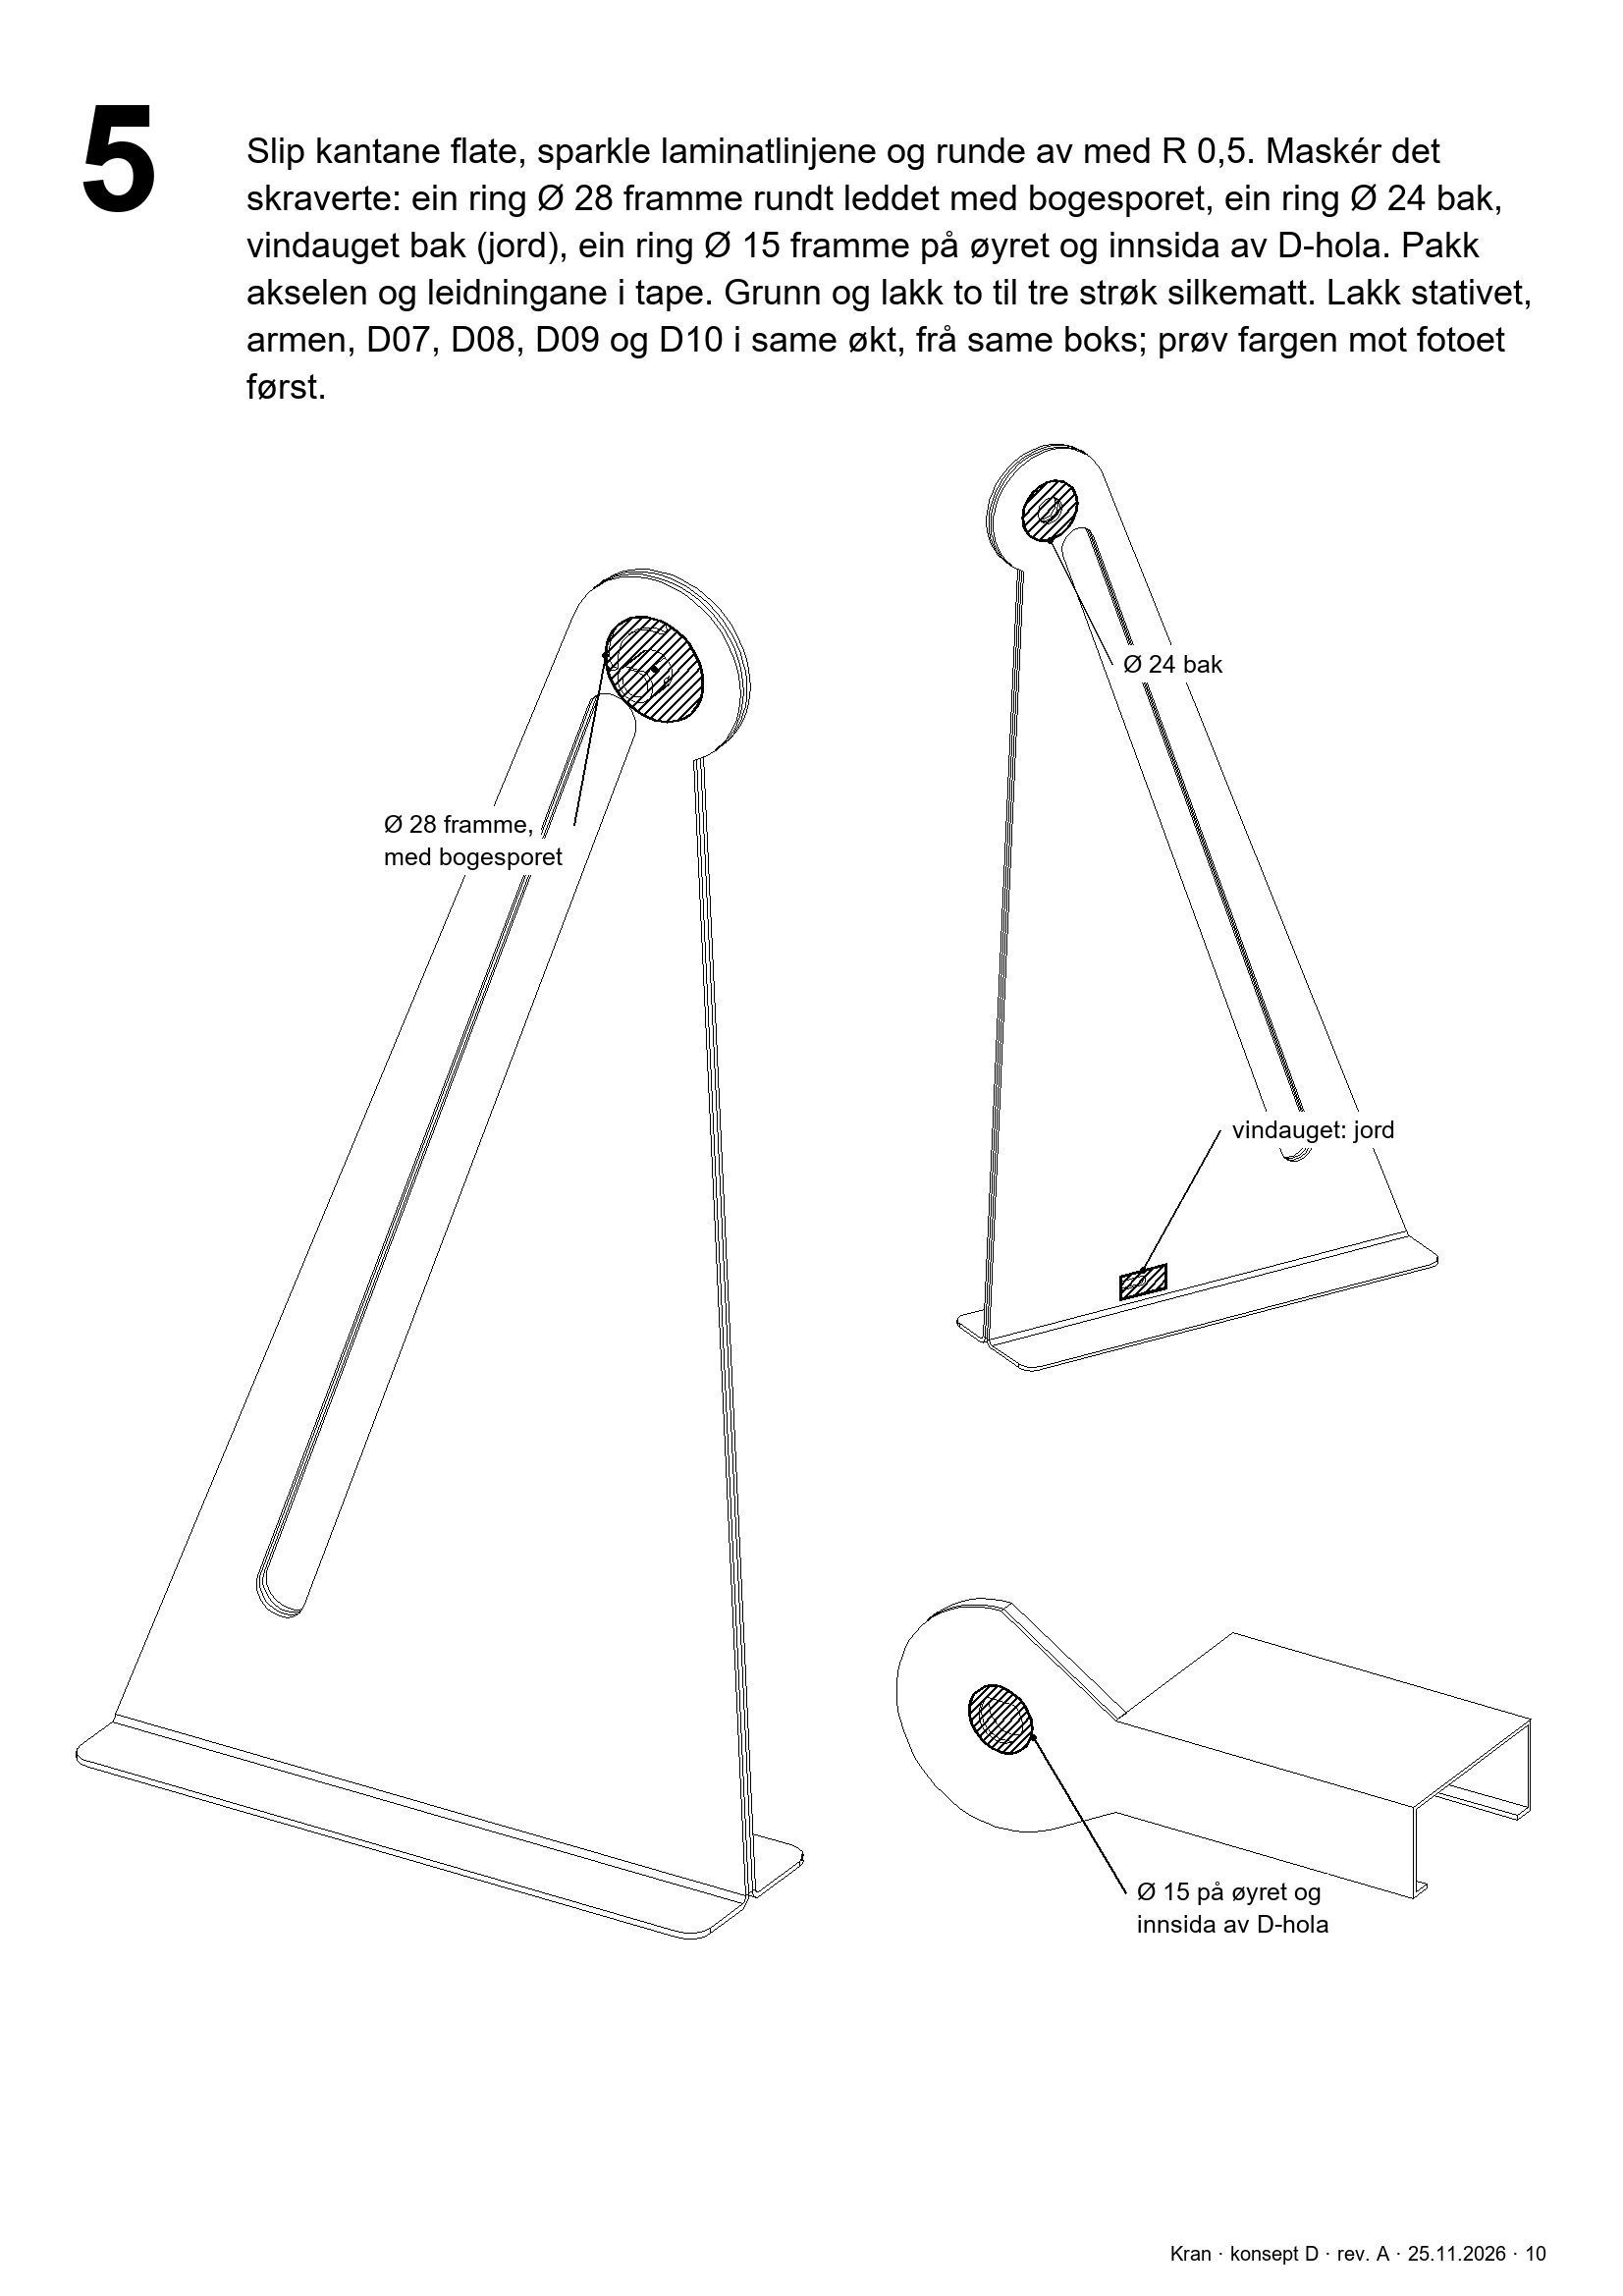 5
Slip kantane flate, sparkle laminatlinjene og runde av med R 0,5. Maskér det
skraverte: ein ring Ø 28 framme rundt leddet med bogesporet, ein ring Ø 24 bak,
vindauget bak (jord), ein ring Ø 15 framme på øyret og innsida av D-hola. Pakk
akselen og leidningane i tape. Grunn og lakk to til tre strøk silkematt. Lakk stativet,
armen, D07, D08, D09 og D10 i same økt, frå same boks; prøv fargen mot fotoet
først.
Ø 24 bak
Ø 28 framme,
med bogesporet
vindauget: jord
Ø 15 på øyret og
innsida av D-hola
Kran · konsept D · rev. A · 25.11.2026 · 10